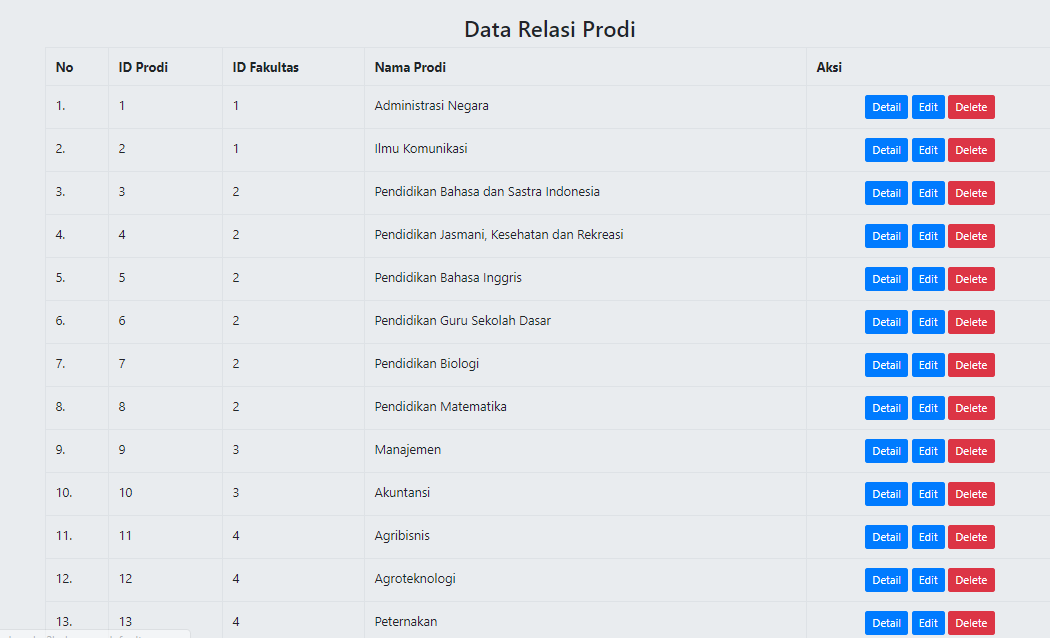 Data Relasi Prodi
No ID Prodi ID Fakultas Nama Prodi Aksi
1. 1 1 Administrasi Negara Detail Edit Delete
2. 2 1 Ilmu Komunikasi Detail Edit Delete
3. 3 2 Pendidikan Bahasa dan Sastra Indonesia Detail Edit Delete
4. 4 2 Pendidikan Jasmani, Kesehatan dan Rekreasi Detail Edit Delete
5. 5 2 Pendidikan Bahasa Inggris Detail Edit Delete
6. 6 2 Pendidikan Guru Sekolah Dasar Detail Edit Delete
7. 7 2 Pendidikan Biologi Detail Edit Delete
8. 8 2 Pendidikan Matematika Detail Edit Delete
9. 9 3 Manajemen Detail Edit Delete
10. 10 3 Akuntansi Detail Edit Delete
11. 11 4 Agribisnis Detail Edit Delete
12. 12 4 Agroteknologi Detail Edit Delete
13. 13 4 Peternakan Detail Edit Delete